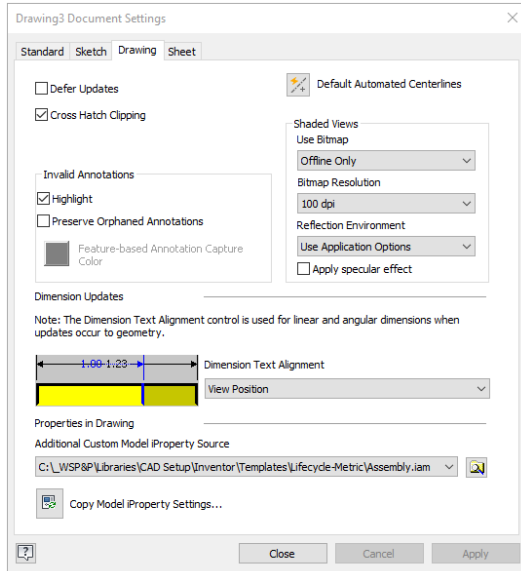 Drawing3 Document Settings
Standard Sketch Drawing Sheet
Defer Updates
Default Automated Centerlines
Cross Hatch Clipping
Shaded Views
Use Bitmap
Offline Only
Invalid Annotations
Bitmap Resolution
Highlight
100 dpi
Preserve Orphaned Annotations
Reflection Environment
Feature-based Annotation Capture
Color
Use Application Options
Apply specular effect
Dimension Updates
Note: The Dimension Text Alignment control is used for linear and angular dimensions when
updates occur to geometry.
1.00 1.23
Dimension Text Alignment
View Position
Properties in Drawing
Additional Custom Model iProperty Source
C:\_WSP&P\Libraries\CAD Setup\Inventor\Templates\Lifecycle-Metric\Assembly.iam
Copy Model iProperty Settings...
? Close Cancel Apply